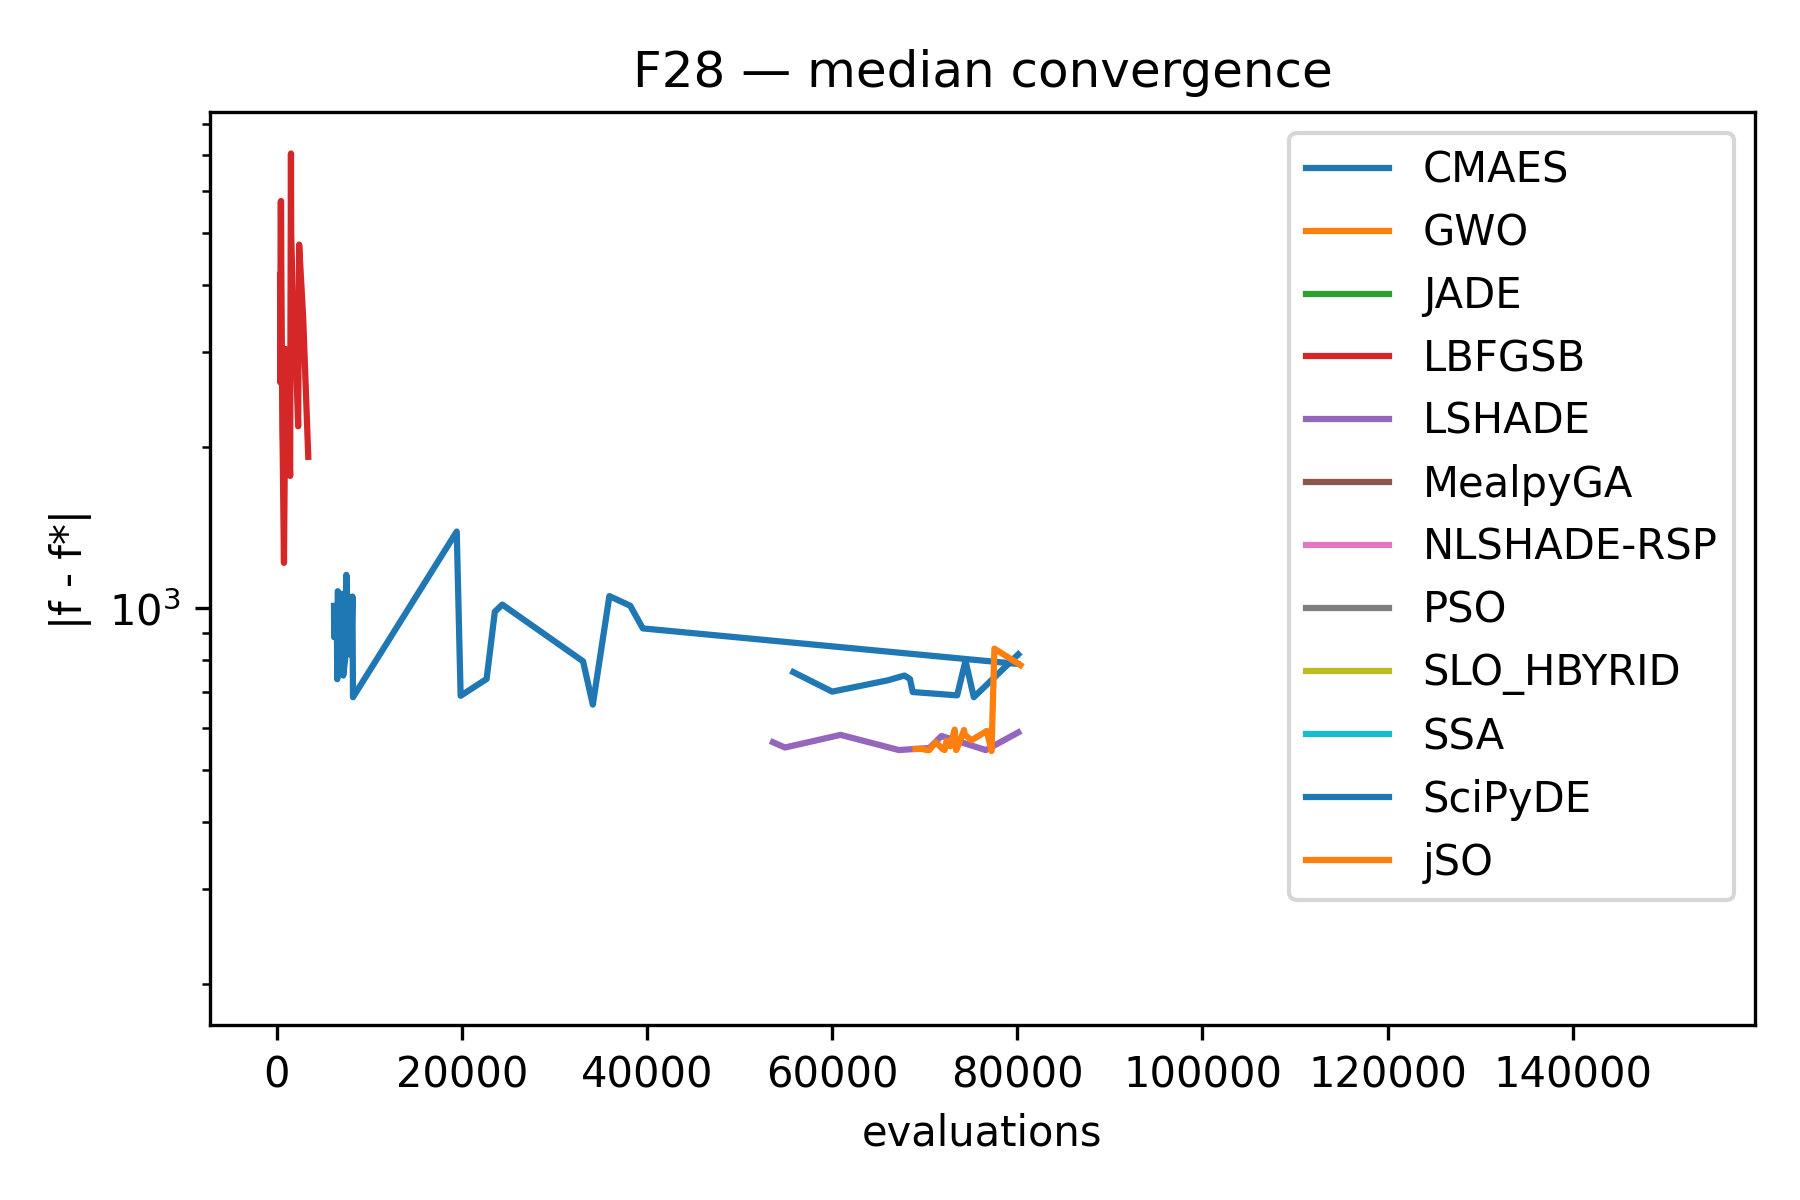 F28 — median convergence
|f - f*|
10³
0 20000 40000 60000 80000 100000 120000 140000
evaluations
CMAES
GWO
JADE
LBFGSB
LSHADE
MealpyGA
NLSHADE-RSP
PSO
SLO_HBYRID
SSA
SciPyDE
jSO